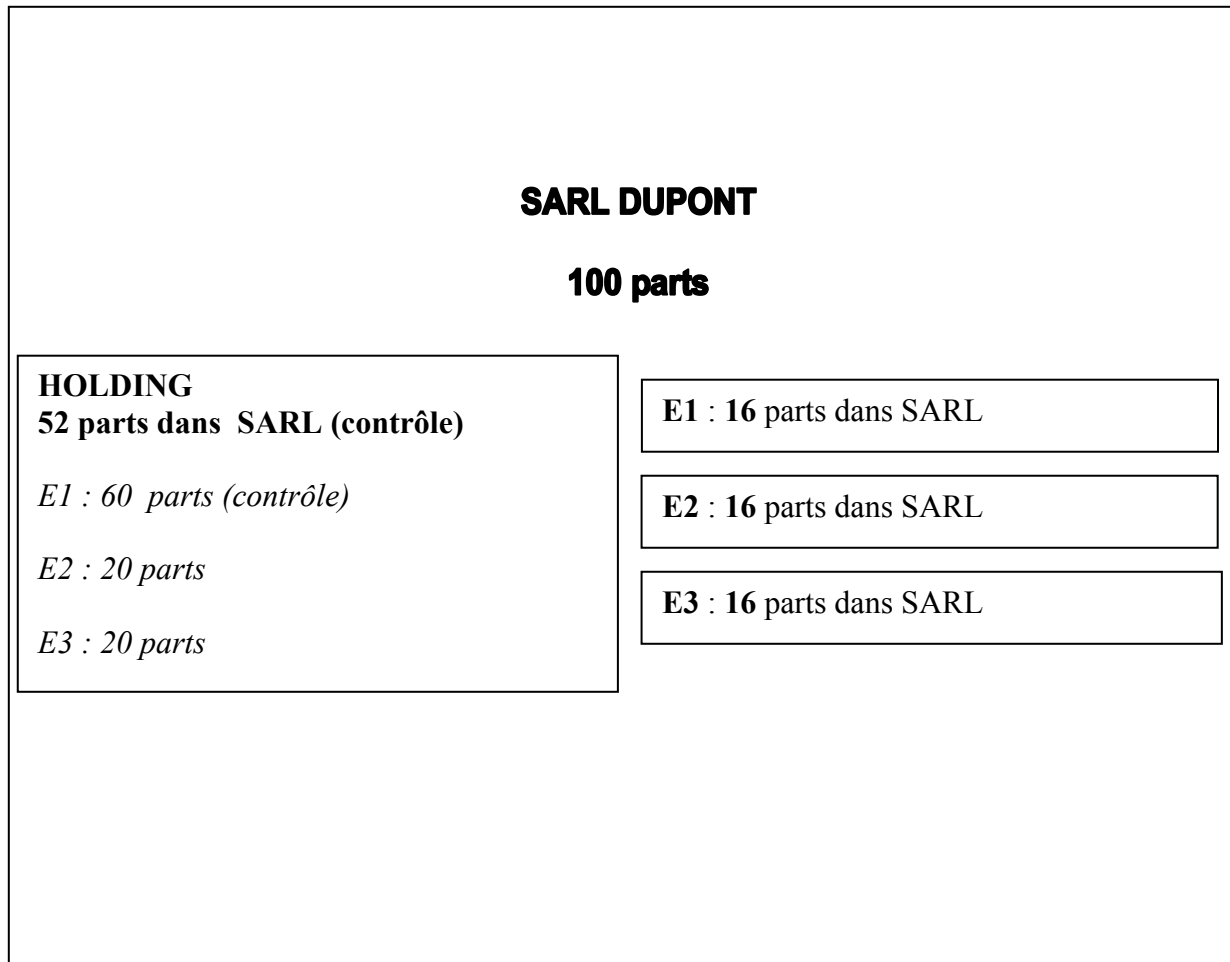 SARL DUPONT
100 parts
HOLDING
52 parts dans SARL (contrôle)
E1 : 60 parts (contrôle)
E2 : 20 parts
E3 : 20 parts
E1 : 16 parts dans SARL
E2 : 16 parts dans SARL
E3 : 16 parts dans SARL